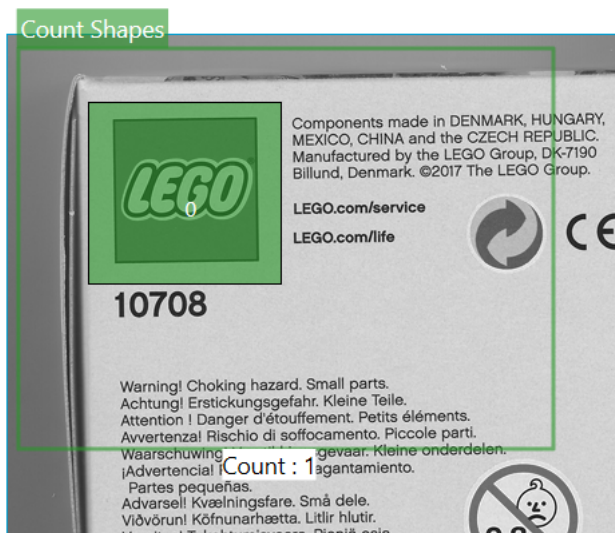 Count Shapes
Components made in DENMARK, HUNGARY,
MEXICO, CHINA and the CZECH REPUBLIC.
Manufactured by the LEGO Group, DK-7190
Billund, Denmark. ©2017 The LEGO Group.
LEGO
0
LEGO.com/service
LEGO.com/life
CE
10708
Warning! Choking hazard. Small parts.
Achtung! Erstickungsgefahr. Kleine Teile.
Attention ! Danger d'étouffement. Petits éléments.
Avvertenza! Rischio di soffocamento. Piccole parti.
Waarschuwing gevaar. Kleine onderdelen.
Count : 1
¡Advertencia! agantamiento.
Partes pequeñas.
Advarsel! Kvælningsfare. Små dele.
Viðvörun! Köfnunarhætta. Litlir hlutir.